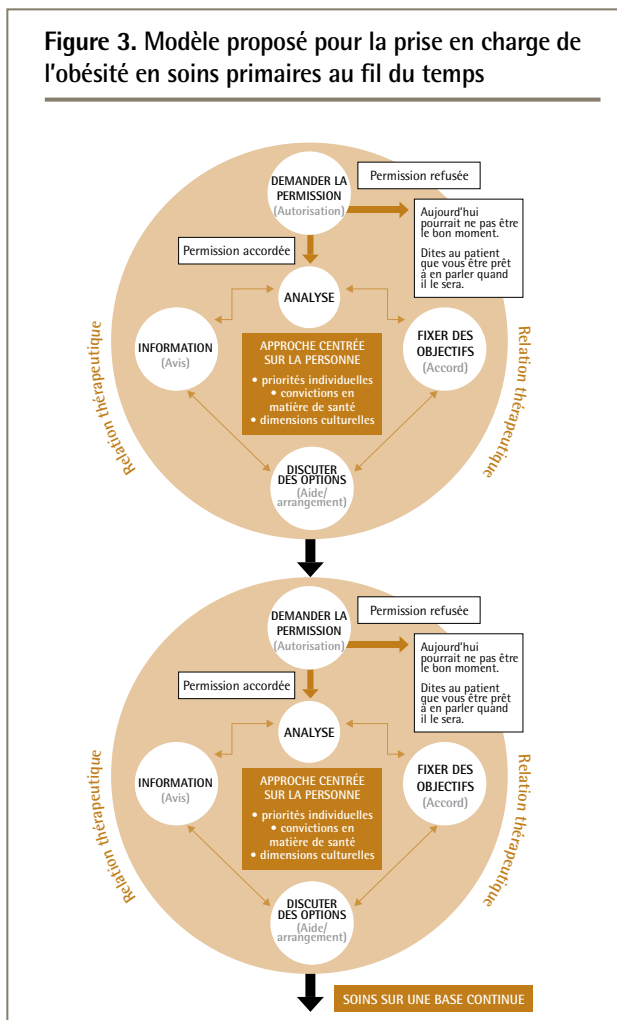 Figure 3. Modèle proposé pour la prise en charge de
l'obésité en soins primaires au fil du temps
DEMANDER LA
PERMISSION
(Autorisation)
Permission refusée
Aujourd'hui
pourrait ne pas être
le bon moment.
Dites au patient
que vous être prêt
à en parler quand
il le sera.
Permission accordée
ANALYSE
Relation thérapeutique
INFORMATION
(Avis)
APPROCHE CENTRÉE
SUR LA PERSONNE
• priorités individuelles
• convictions en
matière de santé
• dimensions culturelles
FIXER DES
OBJECTIFS
(Accord)
Relation thérapeutique
DISCUTER
DES OPTIONS
(Aide/
arrangement)
DEMANDER LA
PERMISSION
(Autorisation)
Permission refusée
Aujourd'hui
pourrait ne pas être
le bon moment.
Dites au patient
que vous être prêt
à en parler quand
il le sera.
Permission accordée
ANALYSE
Relation thérapeutique
INFORMATION
(Avis)
APPROCHE CENTRÉE
SUR LA PERSONNE
• priorités individuelles
• convictions en
matière de santé
• dimensions culturelles
FIXER DES
OBJECTIFS
(Accord)
Relation thérapeutique
DISCUTER
DES OPTIONS
(Aide/
arrangement)
SOINS SUR UNE BASE CONTINUE